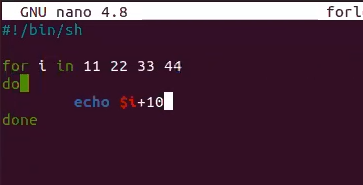 GNU nano 4.8 forl
#!/bin/sh
for i in 11 22 33 44
do
echo $i+10
done